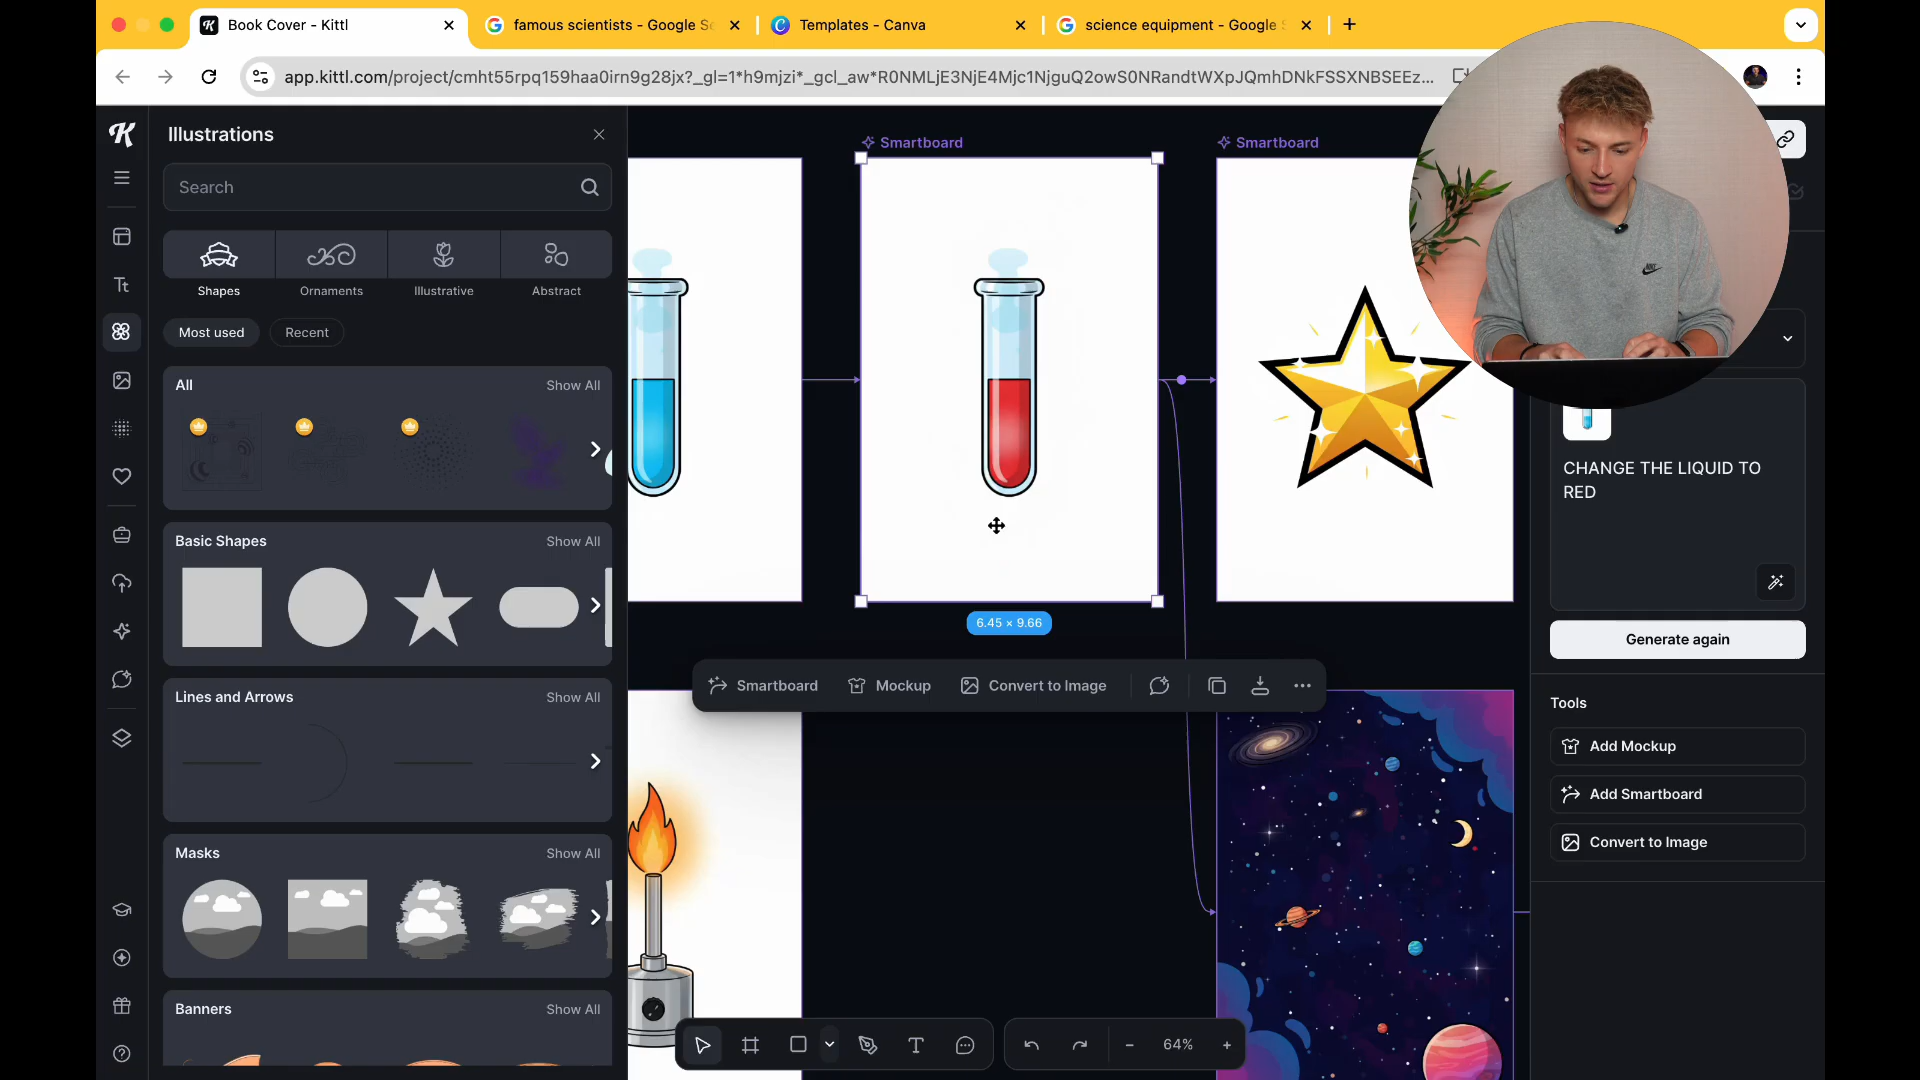 Book Cover - Kittl
famous scientists - Google Se
Templates - Canva
science equipment - Google S
app.kittl.com/project/cmht55rpq159haa0irn9g28jx?_gl=1*h9mjzi*_gcl_aw*R0NMLjE3NjE4Mjc1NjguQ2owS0NRandtWXpJQmhDNkFSSXNBSEEz...
Illustrations
Search
Shapes
Ornaments
Illustrative
Abstract
Most used
Recent
All
Show All
Basic Shapes
Show All
Lines and Arrows
Show All
Masks
Show All
Banners
Show All
Smartboard
Smartboard
6.45 × 9.66
Smartboard
Mockup
Convert to Image
64%
CHANGE THE LIQUID TO
RED
Generate again
Tools
Add Mockup
Add Smartboard
Convert to Image